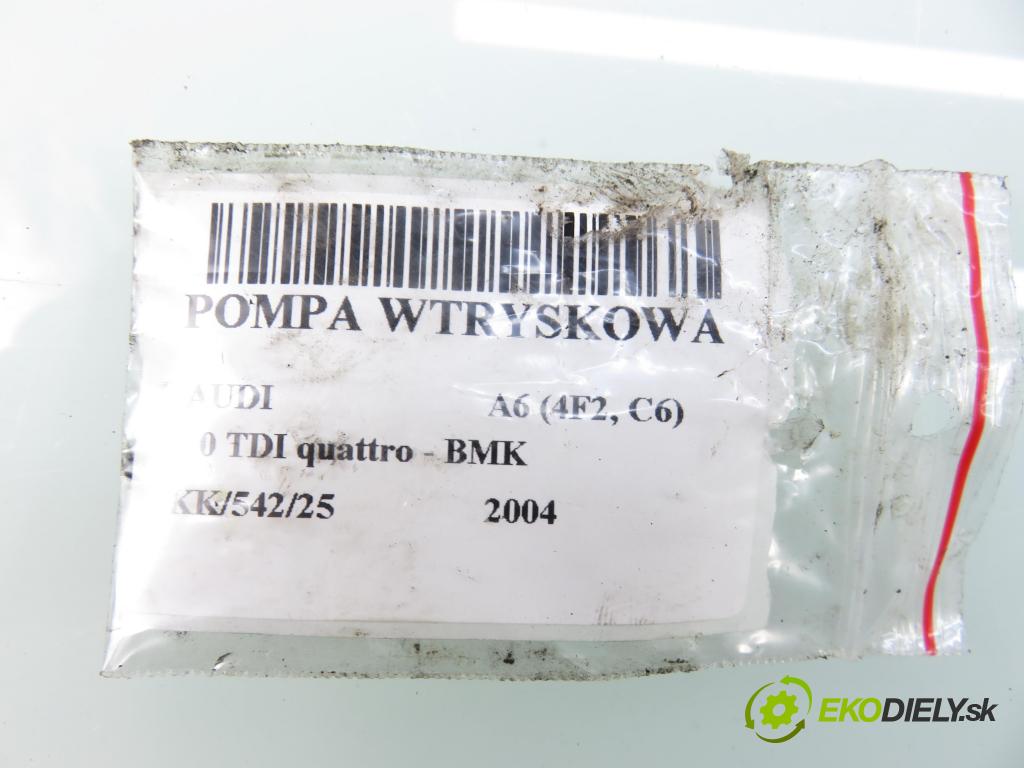 POMPA WTRYSKOWA
AUDI A6 (4F2, C6)
0 TDI quattro - BMK
KK/542/25 2004
EKODIELY.sk